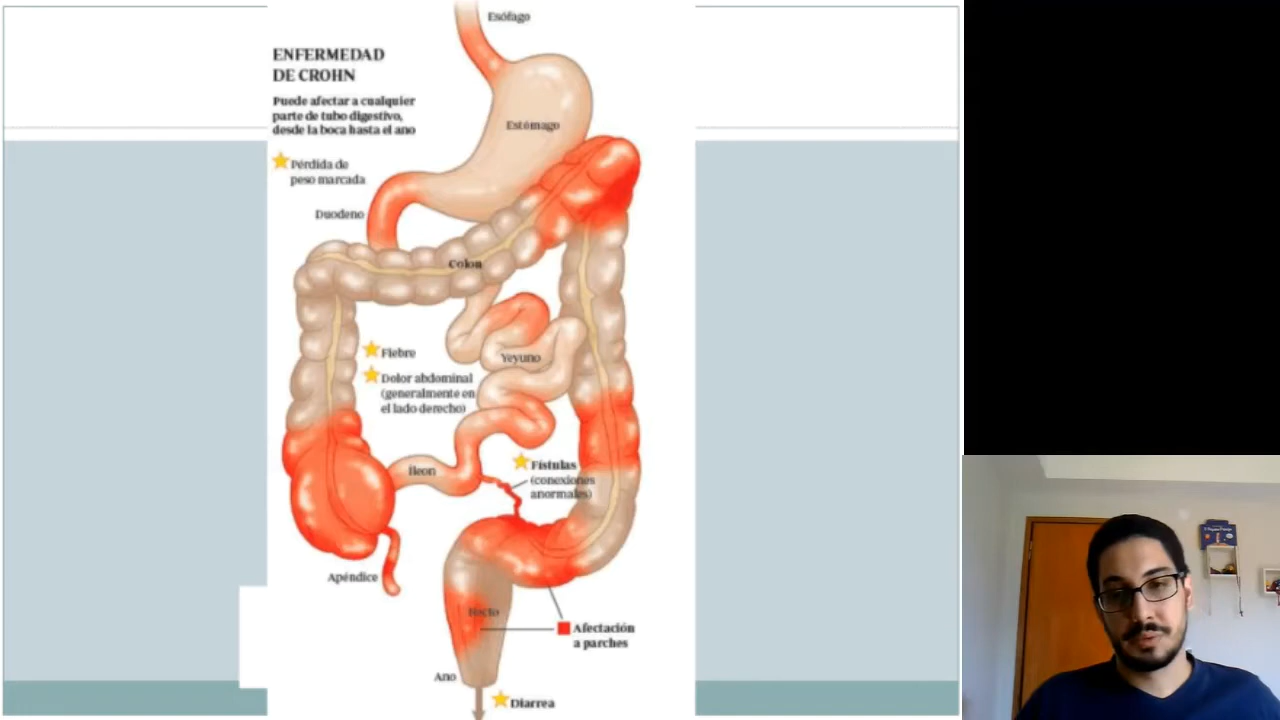 Esófago
ENFERMEDAD
DE CROHN
Puede afectar a cualquier
parte de tubo digestivo,
desde la boca hasta el ano
Estómago
Pérdida de
peso marcada
Duodeno
Colon
Fiebre
Yeyuno
Dolor abdominal
(generalmente en
el lado derecho)
Íleon
Fístulas
(conexiones
anormales)
Apéndice
Recto
Afectación
a parches
Ano
Diarrea